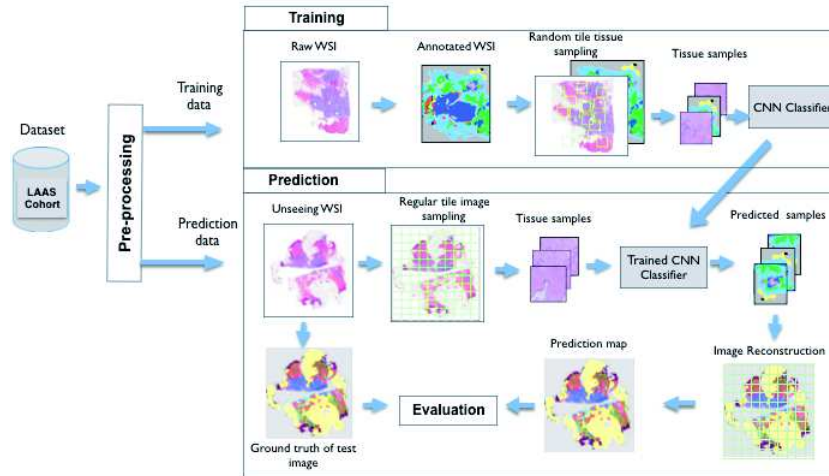 Training
Raw WSI
Annotated WSI
Random tile tissue
sampling
Tissue samples
CNN Classifier
Training
data
Dataset
LAAS
Cohort
Pre-processing
Prediction
data
Prediction
Unseeing WSI
Regular tile image
sampling
Tissue samples
Trained CNN
Classifier
Predicted samples
Image Reconstruction
Prediction map
Evaluation
Ground truth of test
image